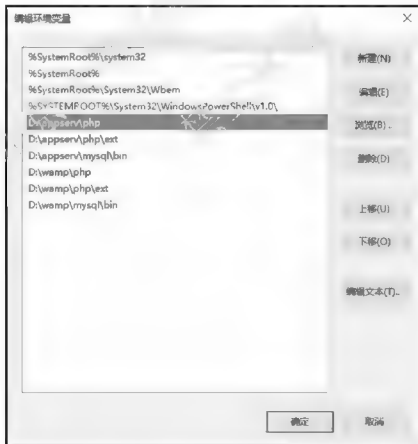 编辑环境变量
%SystemRoot%\system32
%SystemRoot%
%SystemRoot%\System32\Wbem
%SYSTEMROOT%\System32\WindowsPowerShell\v1.0\
D:\appserv\php
D:\appserv\php\ext
D:\appserv\mysql\bin
D:\wamp\php
D:\wamp\php\ext
D:\wamp\mysql\bin
新建(N)
编辑(E)
浏览(B)..
删除(D)
上移(U)
下移(O)
编辑文本(T)..
确定
取消